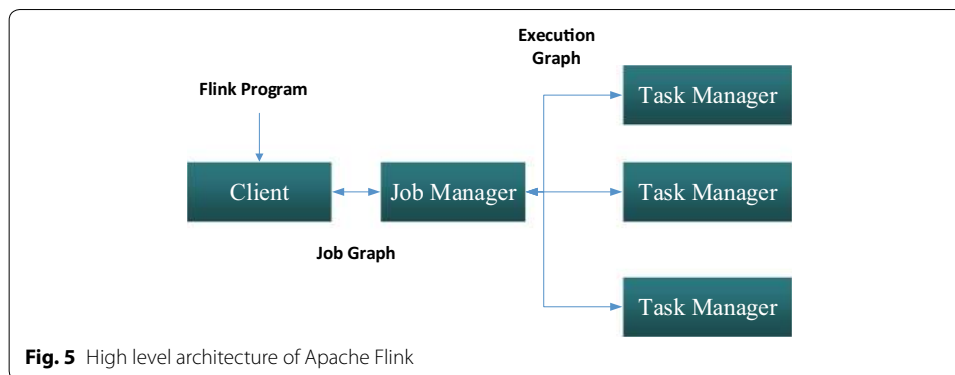 Execution
Graph
Task Manager
Flink Program
Client
Job Manager
Task Manager
Job Graph
Task Manager
Fig. 5 High level architecture of Apache Flink